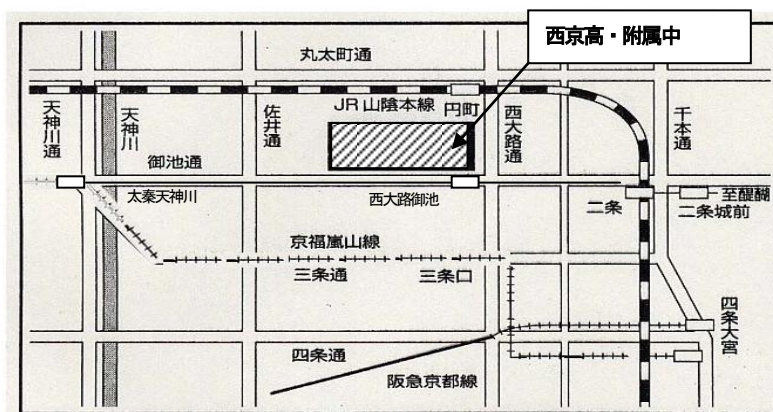 西京高・附属中
丸太町通
JR山陰本線
円町
天神川通
天神川
佐井通
西大路通
千本通
御池通
太秦天神川
西大路御池
二条
二条城前
至醍醐
京福嵐山線
三条通
三条口
四条大宮
四条通
阪急京都線